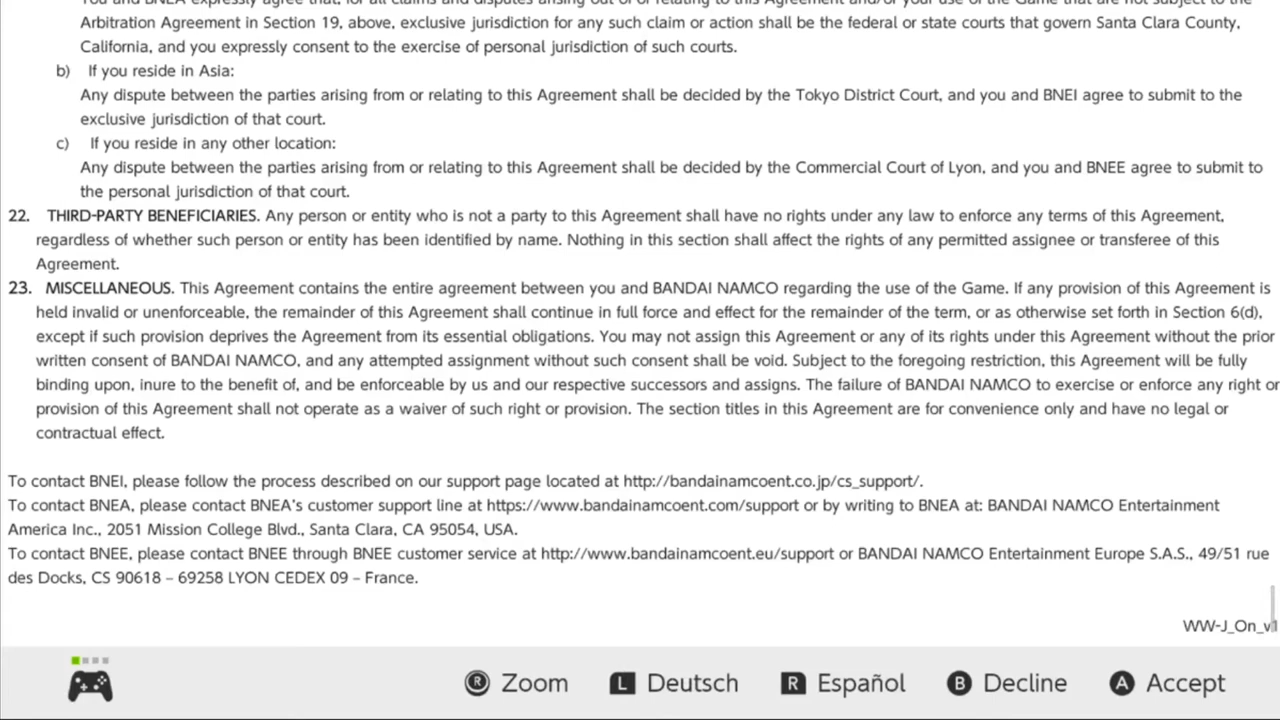 You and BNEA expressly agree that, for all claims and disputes arising out of or relating to this Agreement and/or your use of the Game that are not subject to the
Arbitration Agreement in Section 19, above, exclusive jurisdiction for any such claim or action shall be the federal or state courts that govern Santa Clara County,
California, and you expressly consent to the exercise of personal jurisdiction of such courts.
b) If you reside in Asia:
Any dispute between the parties arising from or relating to this Agreement shall be decided by the Tokyo District Court, and you and BNEI agree to submit to the
exclusive jurisdiction of that court.
c) If you reside in any other location:
Any dispute between the parties arising from or relating to this Agreement shall be decided by the Commercial Court of Lyon, and you and BNEE agree to submit to
the personal jurisdiction of that court.
22. THIRD-PARTY BENEFICIARIES. Any person or entity who is not a party to this Agreement shall have no rights under any law to enforce any terms of this Agreement,
regardless of whether such person or entity has been identified by name. Nothing in this section shall affect the rights of any permitted assignee or transferee of this
Agreement.
23. MISCELLANEOUS. This Agreement contains the entire agreement between you and BANDAI NAMCO regarding the use of the Game. If any provision of this Agreement is
held invalid or unenforceable, the remainder of this Agreement shall continue in full force and effect for the remainder of the term, or as otherwise set forth in Section 6(d),
except if such provision deprives the Agreement from its essential obligations. You may not assign this Agreement or any of its rights under this Agreement without the prior
written consent of BANDAI NAMCO, and any attempted assignment without such consent shall be void. Subject to the foregoing restriction, this Agreement will be fully
binding upon, inure to the benefit of, and be enforceable by us and our respective successors and assigns. The failure of BANDAI NAMCO to exercise or enforce any right or
provision of this Agreement shall not operate as a waiver of such right or provision. The section titles in this Agreement are for convenience only and have no legal or
contractual effect.
To contact BNEI, please follow the process described on our support page located at http://bandainamcoent.co.jp/cs_support/.
To contact BNEA, please contact BNEA's customer support line at https://www.bandainamcoent.com/support or by writing to BNEA at: BANDAI NAMCO Entertainment
America Inc., 2051 Mission College Blvd., Santa Clara, CA 95054, USA.
To contact BNEE, please contact BNEE through BNEE customer service at http://www.bandainamcoent.eu/support or BANDAI NAMCO Entertainment Europe S.A.S., 49/51 rue
des Docks, CS 90618 – 69258 LYON CEDEX 09 – France.
WW-J_On_v1
R Zoom L Deutsch R Español B Decline A Accept